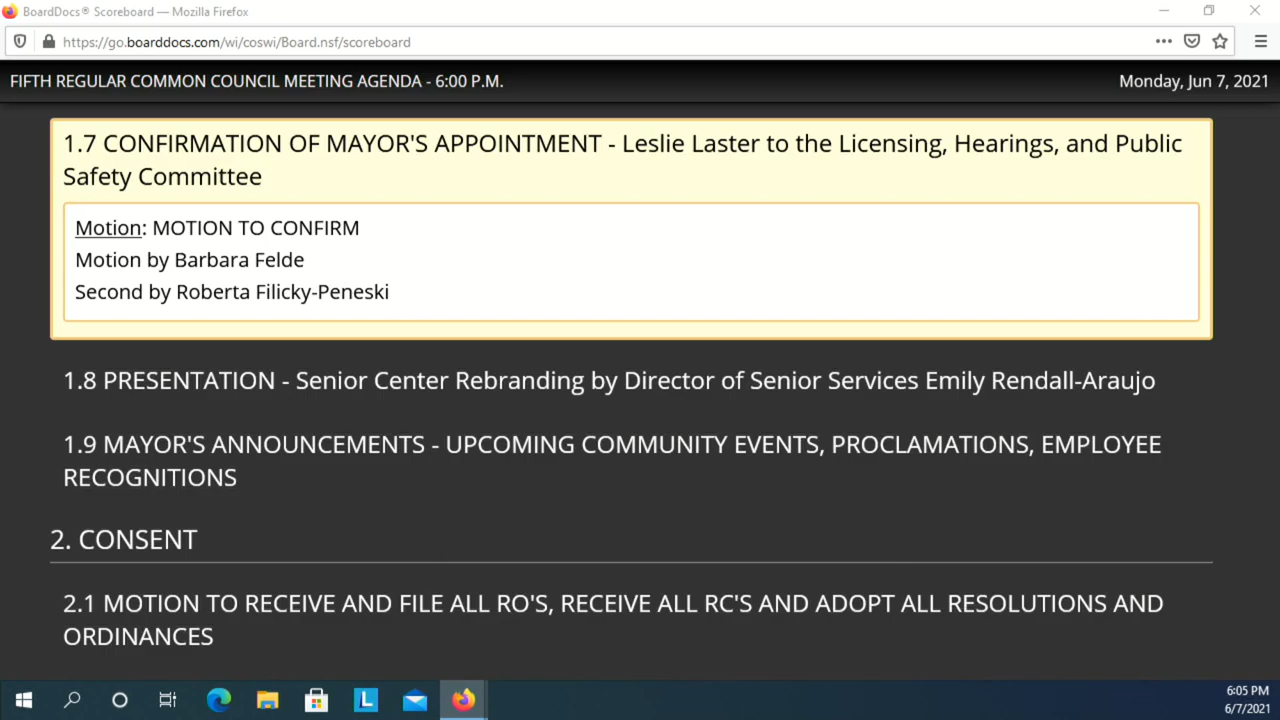 BoardDocs® Scoreboard — Mozilla Firefox
https://go.boarddocs.com/wi/coswi/Board.nsf/scoreboard
FIFTH REGULAR COMMON COUNCIL MEETING AGENDA - 6:00 P.M.
Monday, Jun 7, 2021
1.7 CONFIRMATION OF MAYOR'S APPOINTMENT - Leslie Laster to the Licensing, Hearings, and Public
Safety Committee
Motion: MOTION TO CONFIRM
Motion by Barbara Felde
Second by Roberta Filicky-Peneski
1.8 PRESENTATION - Senior Center Rebranding by Director of Senior Services Emily Rendall-Araujo
1.9 MAYOR'S ANNOUNCEMENTS - UPCOMING COMMUNITY EVENTS, PROCLAMATIONS, EMPLOYEE
RECOGNITIONS
2. CONSENT
2.1 MOTION TO RECEIVE AND FILE ALL RO'S, RECEIVE ALL RC'S AND ADOPT ALL RESOLUTIONS AND
ORDINANCES
L
6:05 PM
6/7/2021